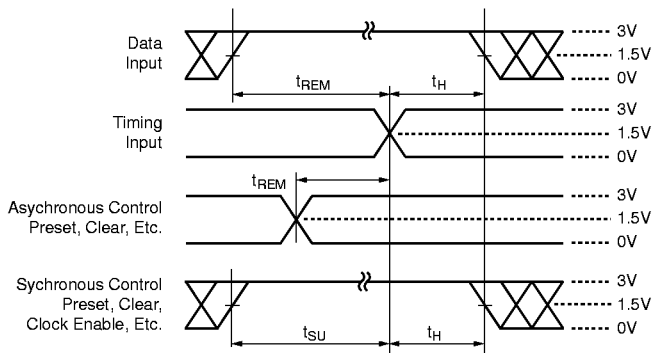 Data
Input
3V
1.5V
0V
tREM
tH
Timing
Input
3V
1.5V
0V
tREM
Asychronous Control
Preset, Clear, Etc.
3V
1.5V
0V
Sychronous Control
Preset, Clear,
Clock Enable, Etc.
3V
1.5V
0V
tSU
tH